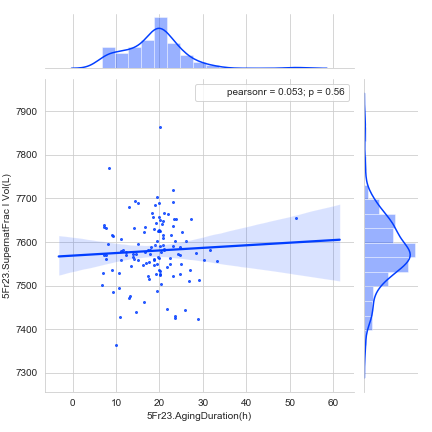 pearsonr = 0.053; p = 0.56
7900
7800
7700
7600
7500
7400
7300
5Fr23.SupernatFrac I Vol(L)
0 10 20 30 40 50 60
5Fr23.AgingDuration(h)